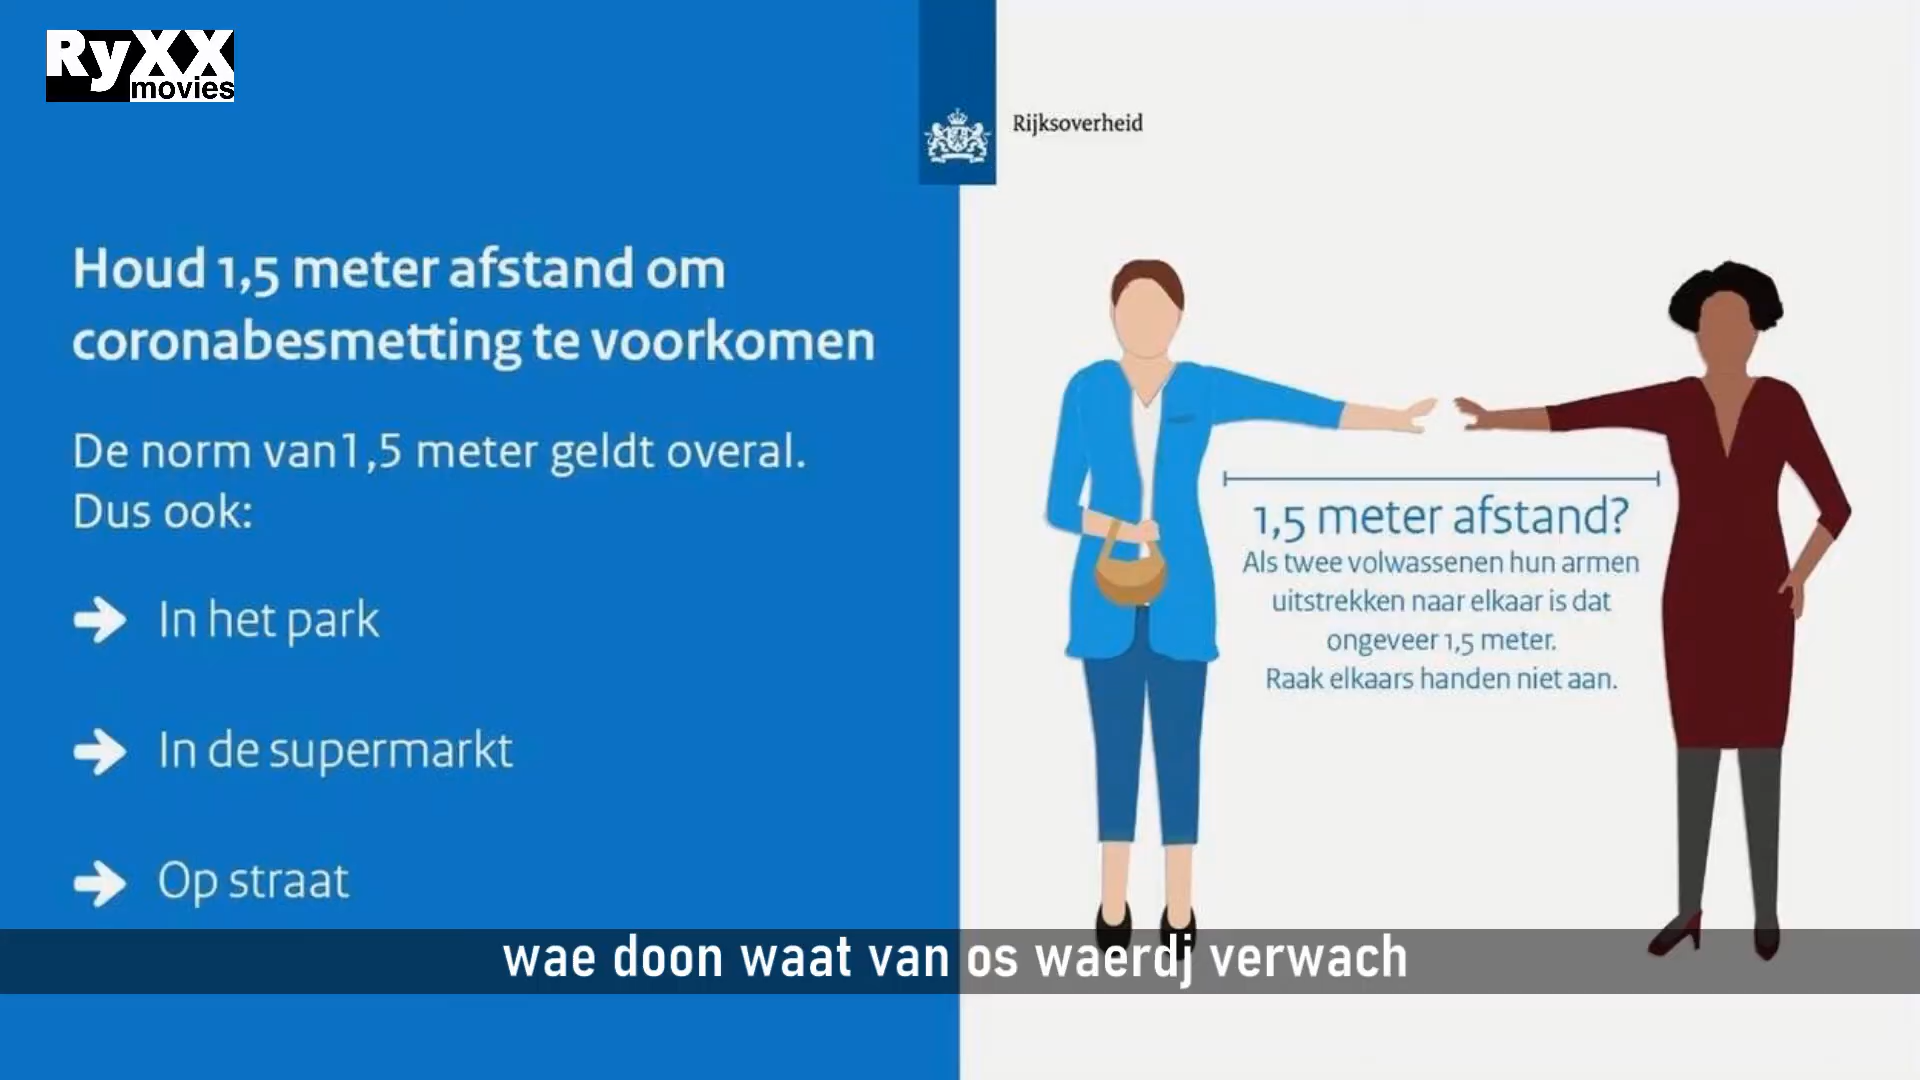 RyXX
movies
Rijksoverheid
Houd 1,5 meter afstand om
coronabesmetting te voorkomen
De norm van1,5 meter geldt overal.
Dus ook:
In het park
In de supermarkt
Op straat
1,5 meter afstand?
Als twee volwassenen hun armen
uitstrekken naar elkaar is dat
ongeveer 1,5 meter.
Raak elkaars handen niet aan.
wae doon waat van os waerdj verwach